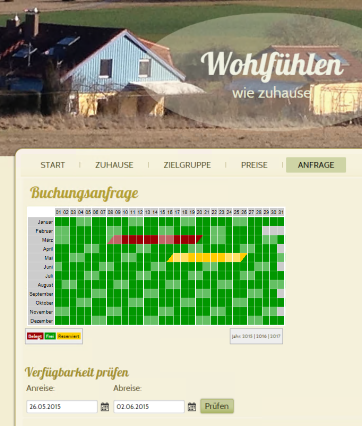 Wohlfühlen
wie zuhause
START ZUHAUSE ZIELGRUPPE PREISE ANFRAGE
Buchungsanfrage
01 02 03 04 05 06 07 08 09 10 11 12 13 14 15 16 17 18 19 20 21 22 23 24 25 26 27 28 29 30 31
Januar
Februar
März
April
Mai
Juni
Juli
August
September
Oktober
November
Dezember
Belegt Frei Reserviert
Jahr: 2015 | 2016 | 2017
Verfügbarkeit prüfen
Anreise: Abreise:
26.05.2015 02.06.2015 Prüfen